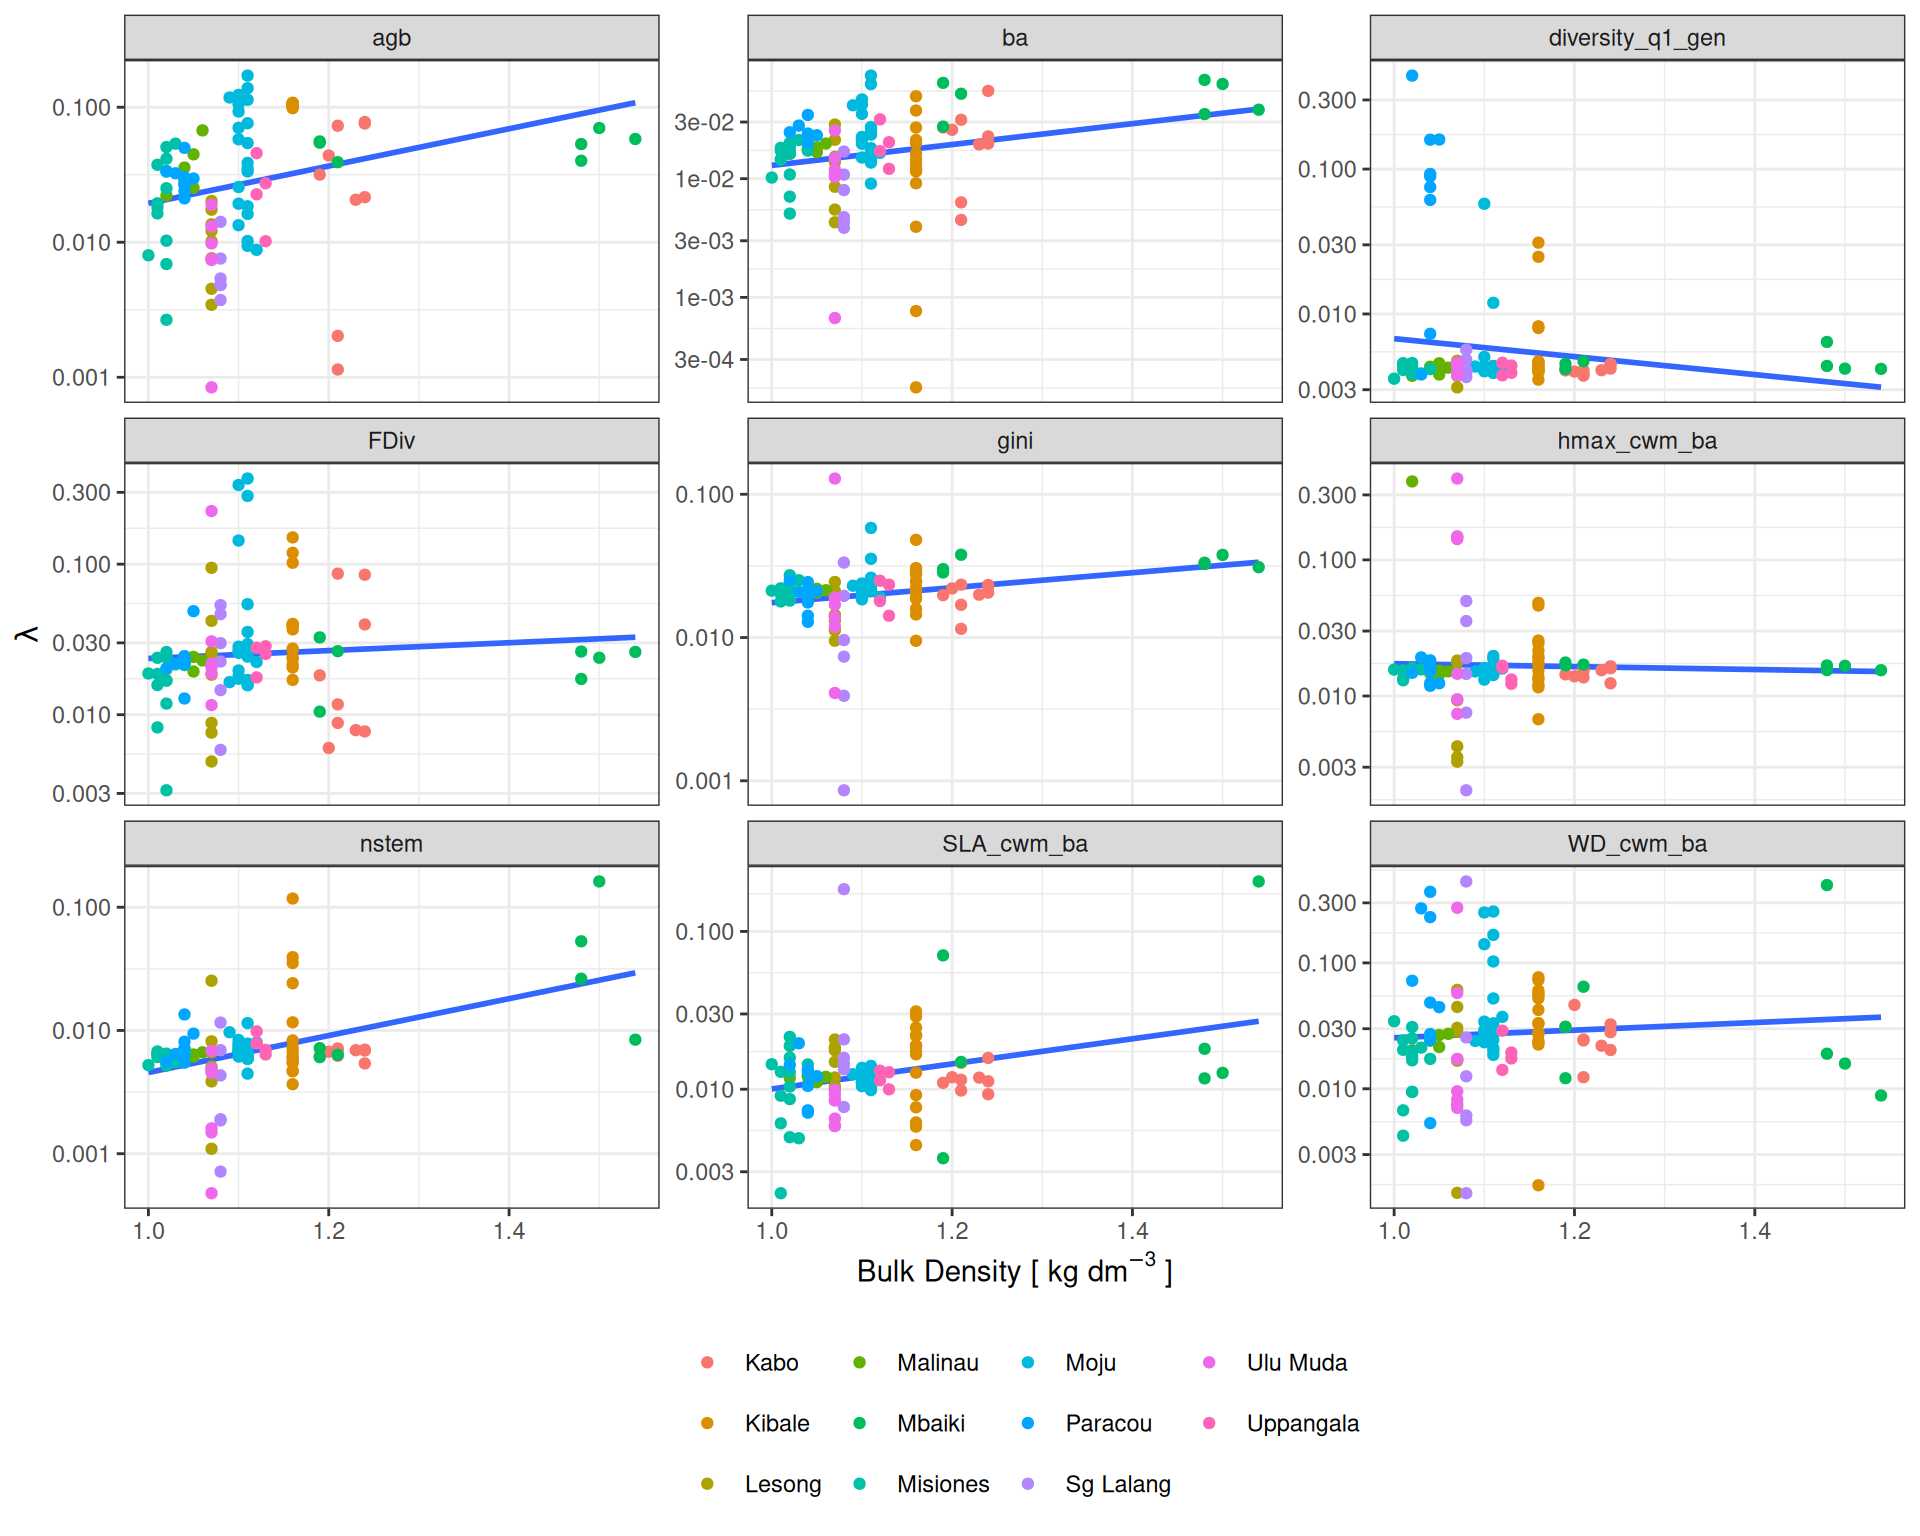 agb ba diversity_q1_gen
0.100 3e-02 0.300
0.010 1e-02 0.100
0.001 3e-03 0.030
1e-03 0.010
3e-04 0.003
FDiv gini hmax_cwm_ba
0.300 0.100 0.300
0.100 0.010 0.100
0.030 0.001 0.030
0.010 0.010
0.003 0.003
λ
nstem SLA_cwm_ba WD_cwm_ba
0.100 0.100 0.300
0.010 0.030 0.100
0.001 0.010 0.030
0.003 0.010
0.003
1.0 1.2 1.4 1.0 1.2 1.4 1.0 1.2 1.4
Bulk Density [ kg dm⁻³ ]
Kabo Malinau Moju Ulu Muda
Kibale Mbaiki Paracou Uppangala
Lesong Misiones Sg Lalang